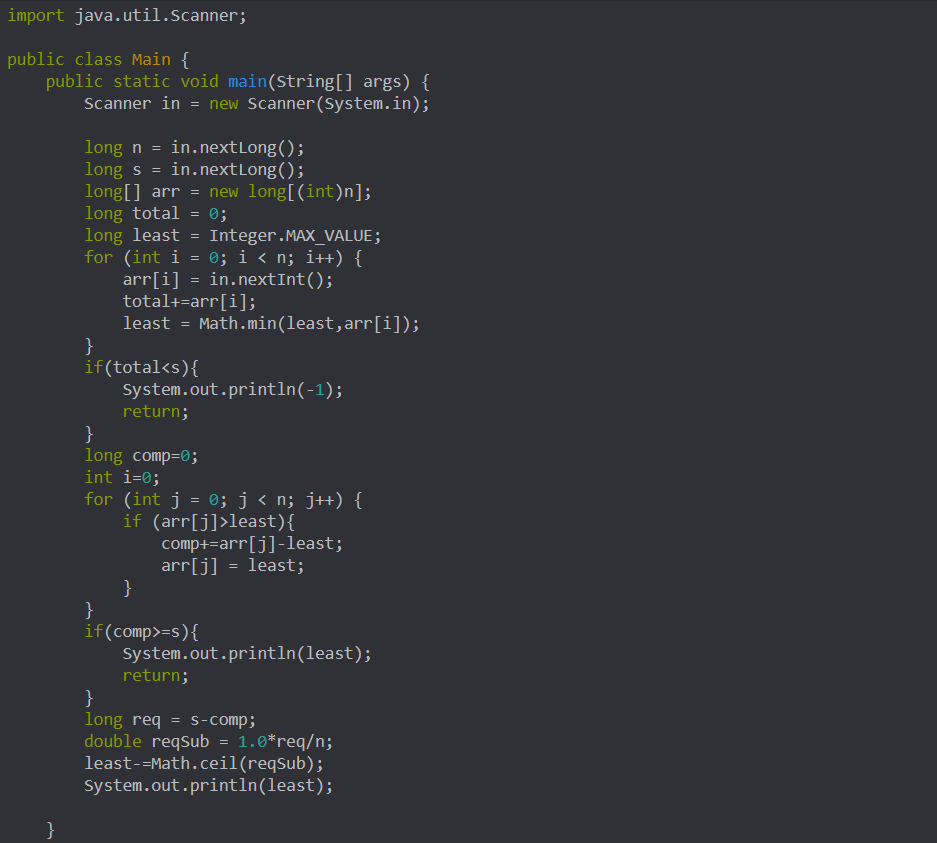 import java.util.Scanner;
public class Main {
public static void main(String[] args) {
Scanner in = new Scanner(System.in);
long n = in.nextLong();
long s = in.nextLong();
long[] arr = new long[(int)n];
long total = 0;
long least = Integer.MAX_VALUE;
for (int i = 0; i < n; i++) {
arr[i] = in.nextInt();
total+=arr[i];
least = Math.min(least,arr[i]);
}
if(total<s){
System.out.println(-1);
return;
}
long comp=0;
int i=0;
for (int j = 0; j < n; j++) {
if (arr[j]>least){
comp+=arr[j]-least;
arr[j] = least;
}
}
if(comp>=s){
System.out.println(least);
return;
}
long req = s-comp;
double reqSub = 1.0*req/n;
least-=Math.ceil(reqSub);
System.out.println(least);
}